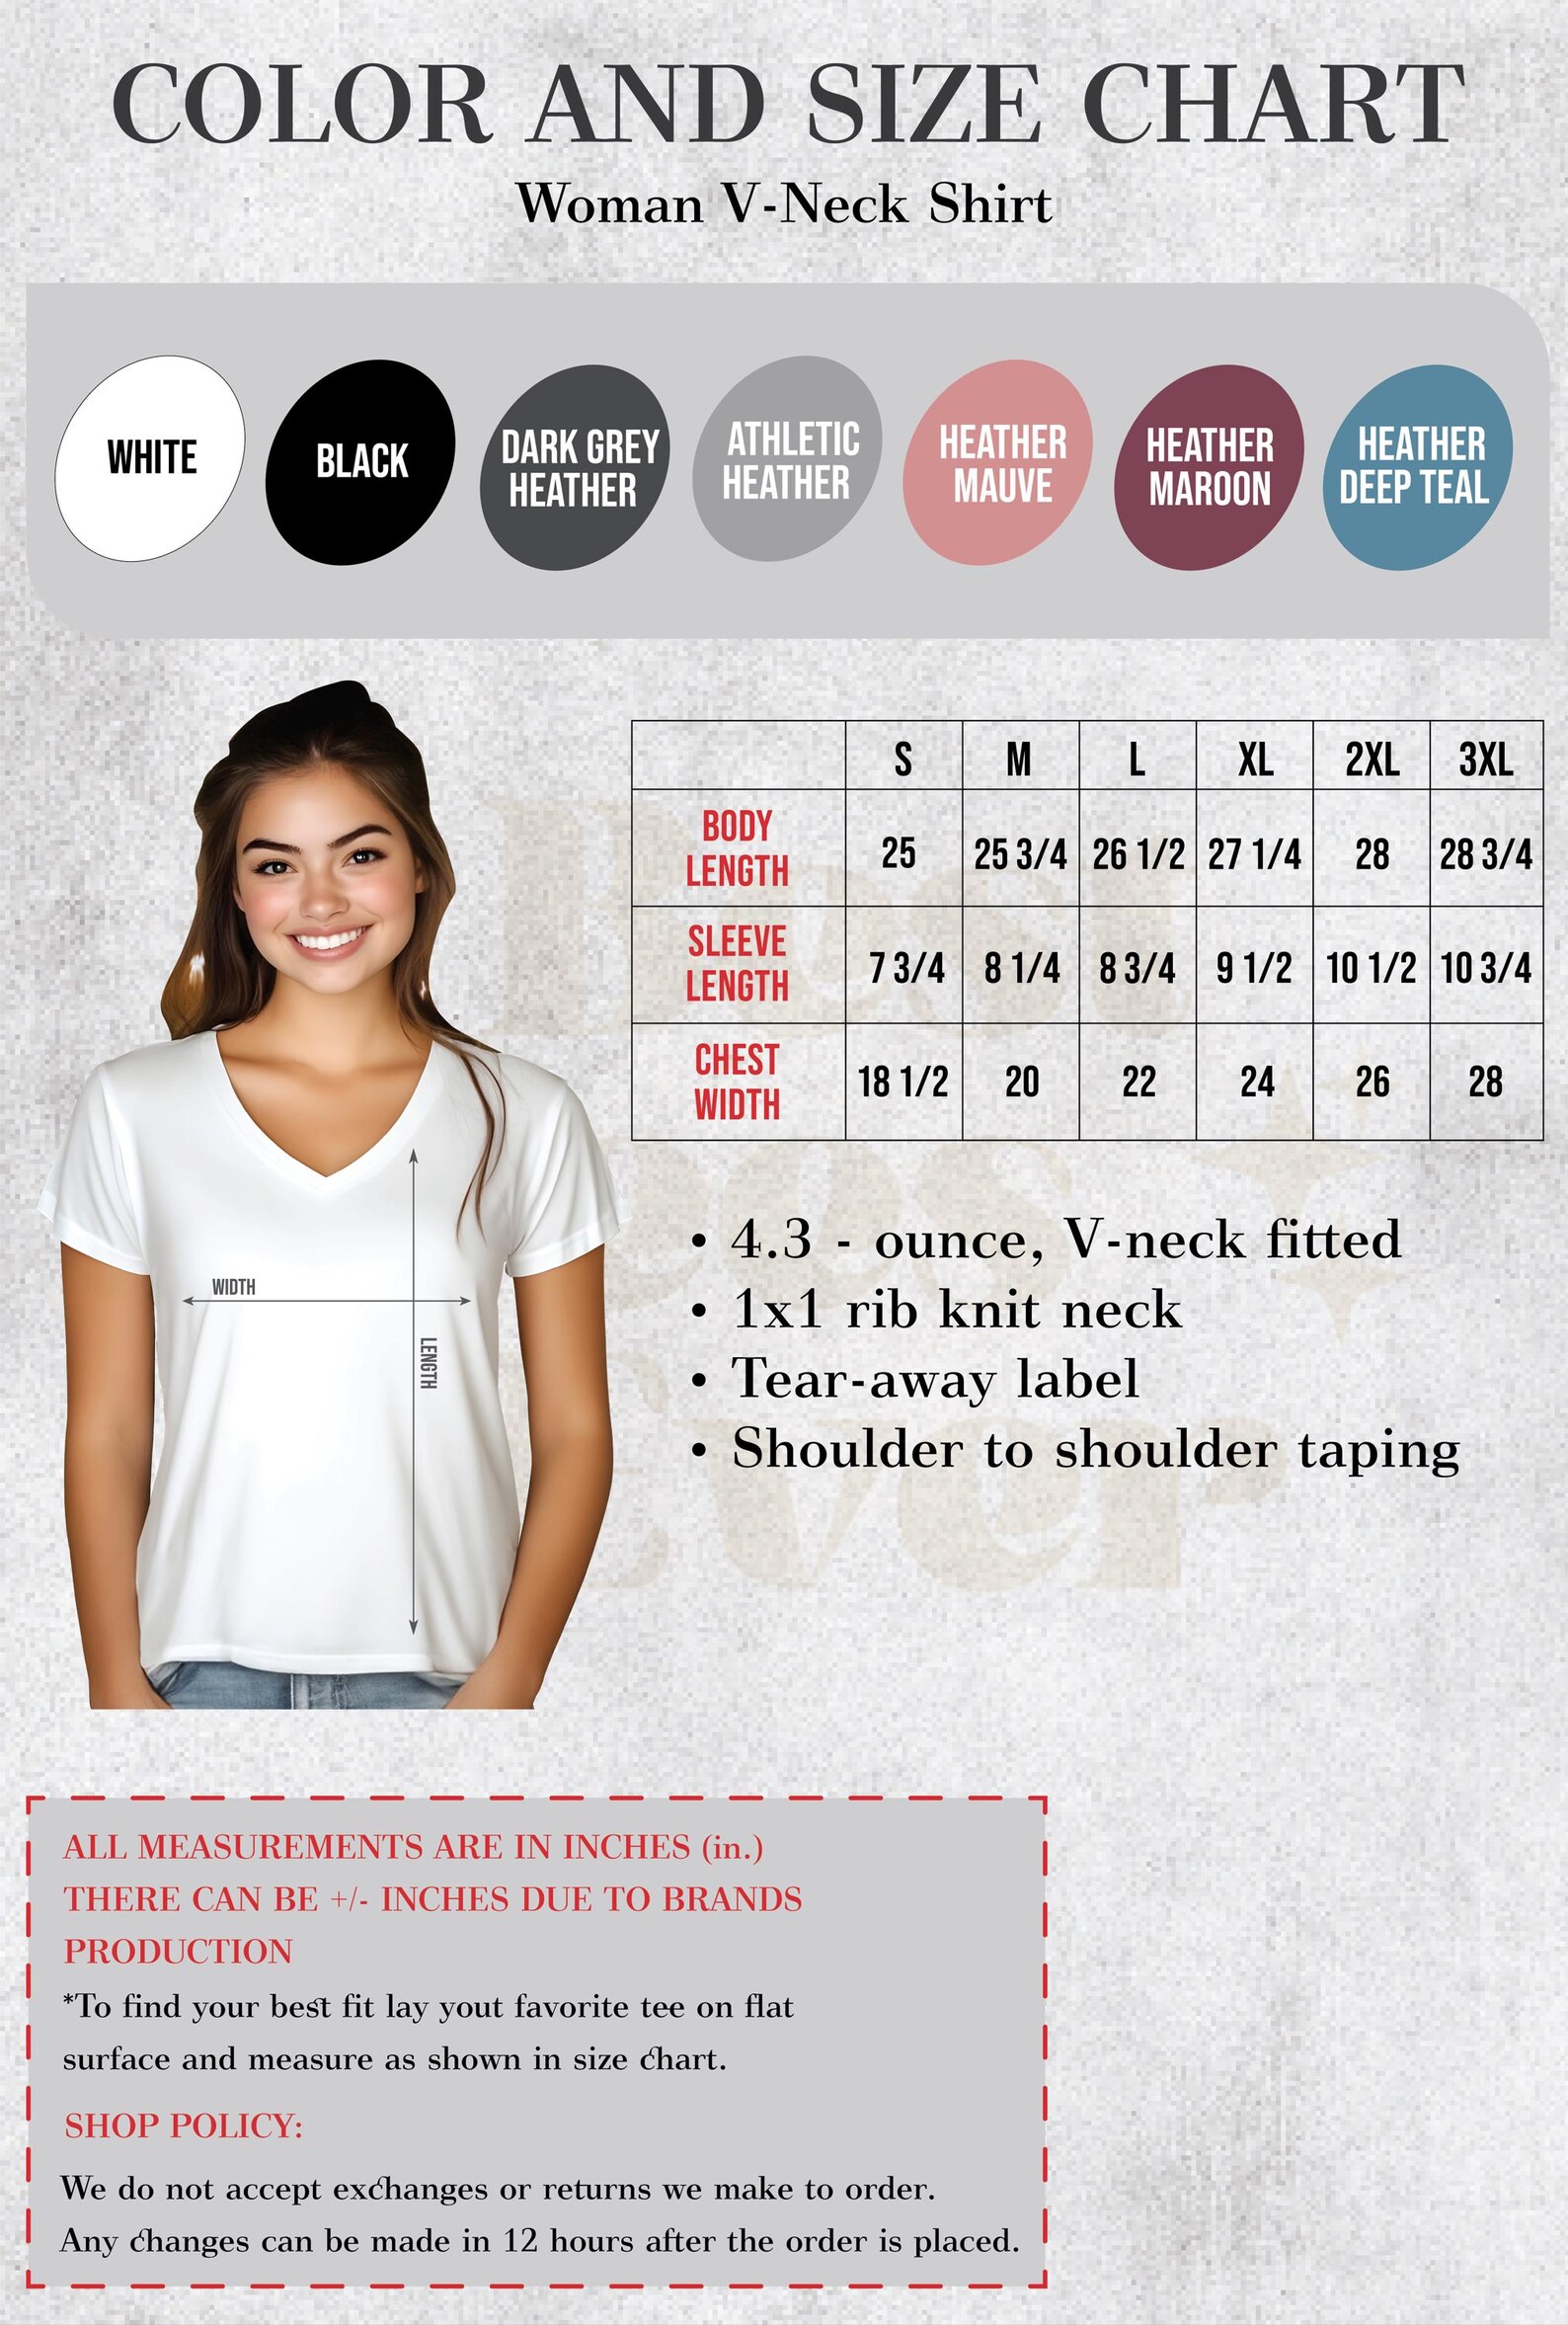 COLOR AND SIZE CHART
Woman V-Neck Shirt
WHITE
BLACK
DARK GREY
HEATHER
ATHLETIC
HEATHER
HEATHER
MAUVE
HEATHER
MAROON
HEATHER
DEEP TEAL
S M L XL 2XL 3XL
BODY
LENGTH
25 25 3/4 26 1/2 27 1/4 28 28 3/4
SLEEVE
LENGTH
7 3/4 8 1/4 8 3/4 9 1/2 10 1/2 10 3/4
CHEST
WIDTH
18 1/2 20 22 24 26 28
WIDTH
LENGTH
• 4.3 - ounce, V-neck fitted
• 1x1 rib knit neck
• Tear-away label
• Shoulder to shoulder taping
ALL MEASUREMENTS ARE IN INCHES (in.)
THERE CAN BE +/- INCHES DUE TO BRANDS
PRODUCTION
*To find your best fit lay yout favorite tee on flat
surface and measure as shown in size chart.
SHOP POLICY:
We do not accept exchanges or returns we make to order.
Any changes can be made in 12 hours after the order is placed.